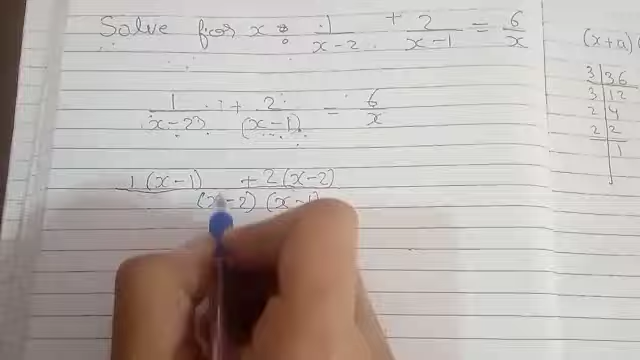 Solve for x : 1/(x-2) + 2/(x-1) = 6/x
1/(x-2) + 2/(x-1) = 6/x
1(x-1) + 2(x-2)
(x-2) (x-1)
(x+a)
3 | 36
3 | 12
2 | 4
2 | 2
1